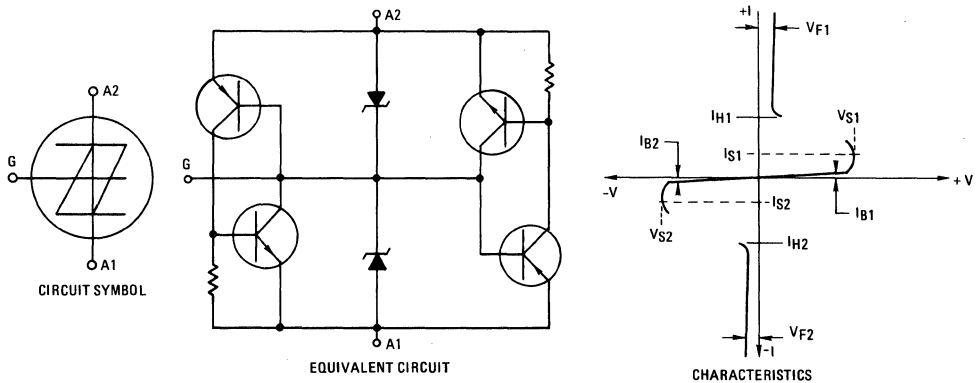 A2
G
A1
CIRCUIT SYMBOL
A2
G
A1
EQUIVALENT CIRCUIT
+I
VF1
IH1
VS1
IB2
IS1
-V
+V
IS2
IB1
VS2
IH2
VF2
-I
CHARACTERISTICS